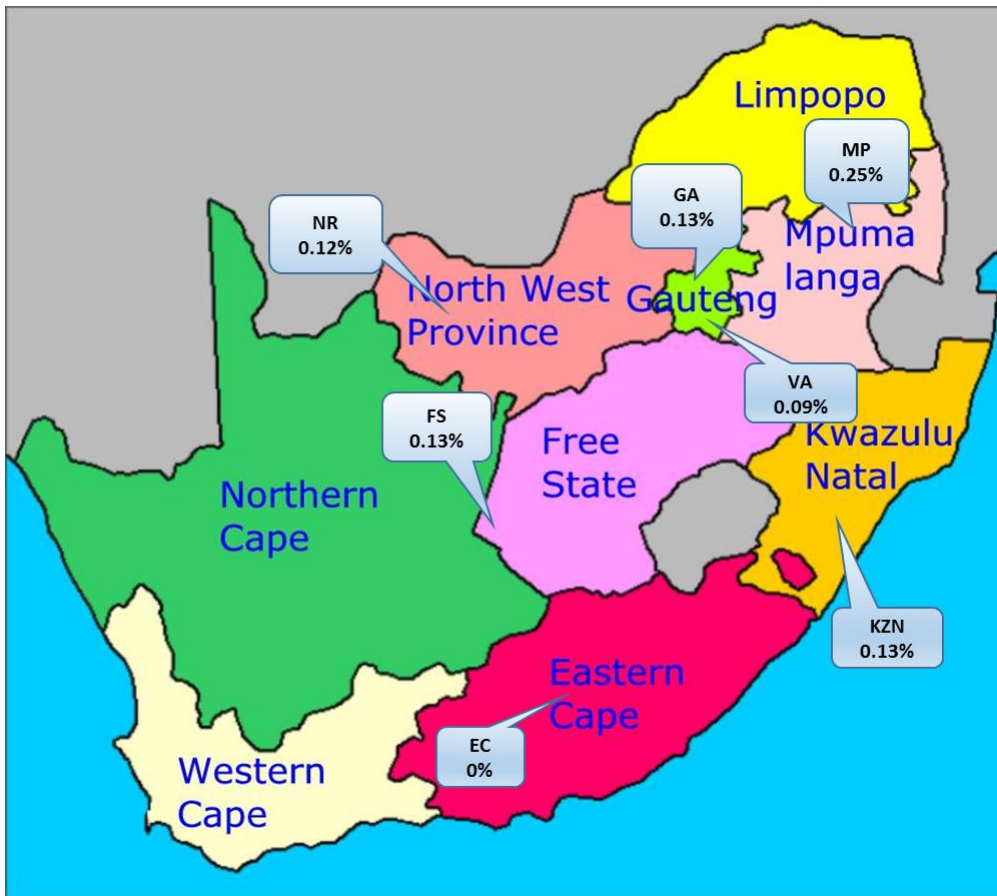 Limpopo
MP
0.25%
GA
0.13%
NR
0.12%
Mpuma
langa
North West
Province
Gauteng
VA
0.09%
FS
0.13%
Free
State
Kwazulu
Natal
Northern
Cape
KZN
0.13%
Eastern
Cape
EC
0%
Western
Cape